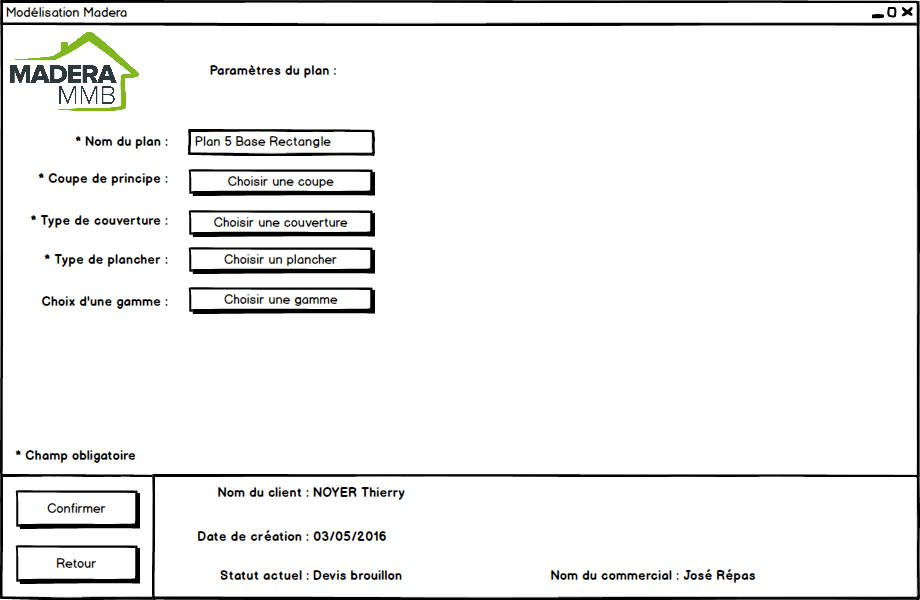 Modélisation Madera
MADERA
MMB
Paramètres du plan :
* Nom du plan : Plan 5 Base Rectangle
* Coupe de principe : Choisir une coupe
* Type de couverture : Choisir une couverture
* Type de plancher : Choisir un plancher
Choix d'une gamme : Choisir une gamme
* Champ obligatoire
Confirmer
Retour
Nom du client : NOYER Thierry
Date de création : 03/05/2016
Statut actuel : Devis brouillon
Nom du commercial : José Répas